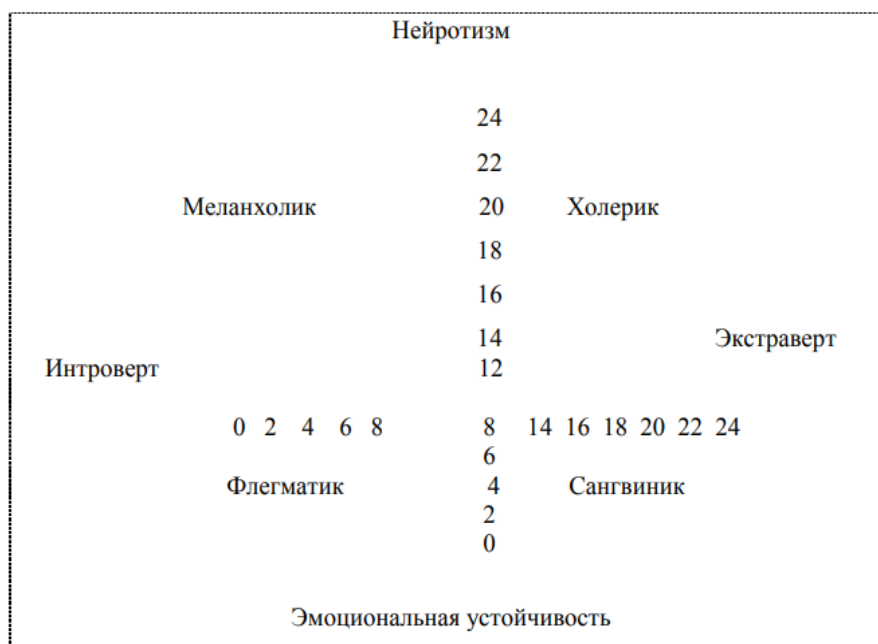 Нейротизм
24
22
Меланхолик 20 Холерик
18
16
14 Экстраверт
Интроверт 12
0 2 4 6 8 8 14 16 18 20 22 24
6
Флегматик 4 Сангвиник
2
0
Эмоциональная устойчивость